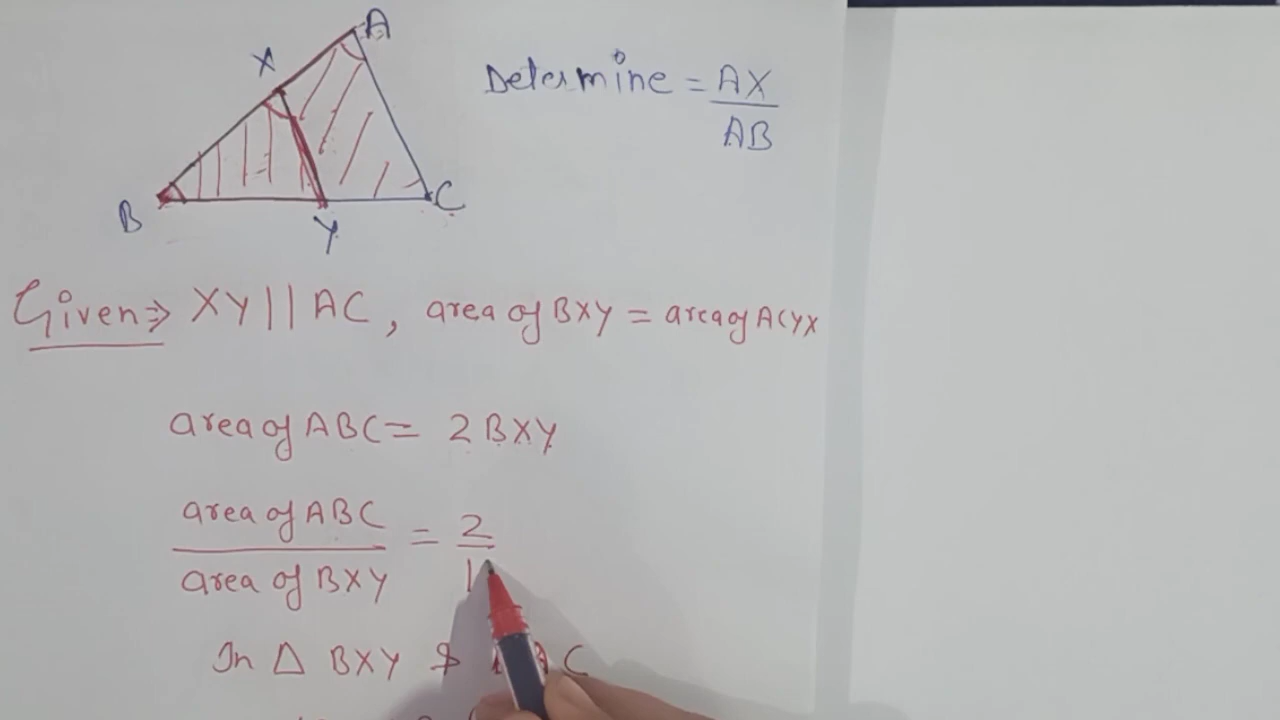 A
X
B
Y
C
Determine = AX
AB
Given ⇒ XY || AC, area of BXY = area of ACYX
area of ABC = 2 BXY
area of ABC = 2
area of BXY 1
In Δ BXY &